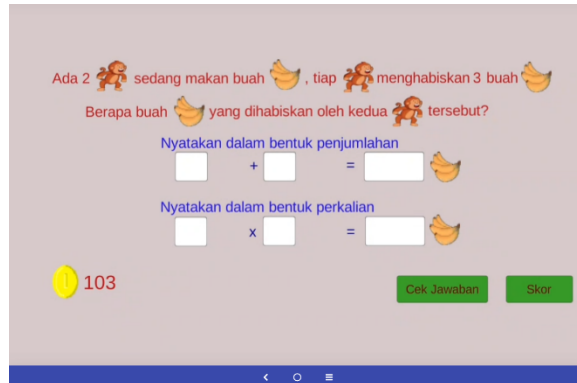 Ada 2 sedang makan buah , tiap menghabiskan 3 buah
Berapa buah yang dihabiskan oleh kedua tersebut?
Nyatakan dalam bentuk penjumlahan
+ =
Nyatakan dalam bentuk perkalian
x =
1 103
Cek Jawaban
Skor